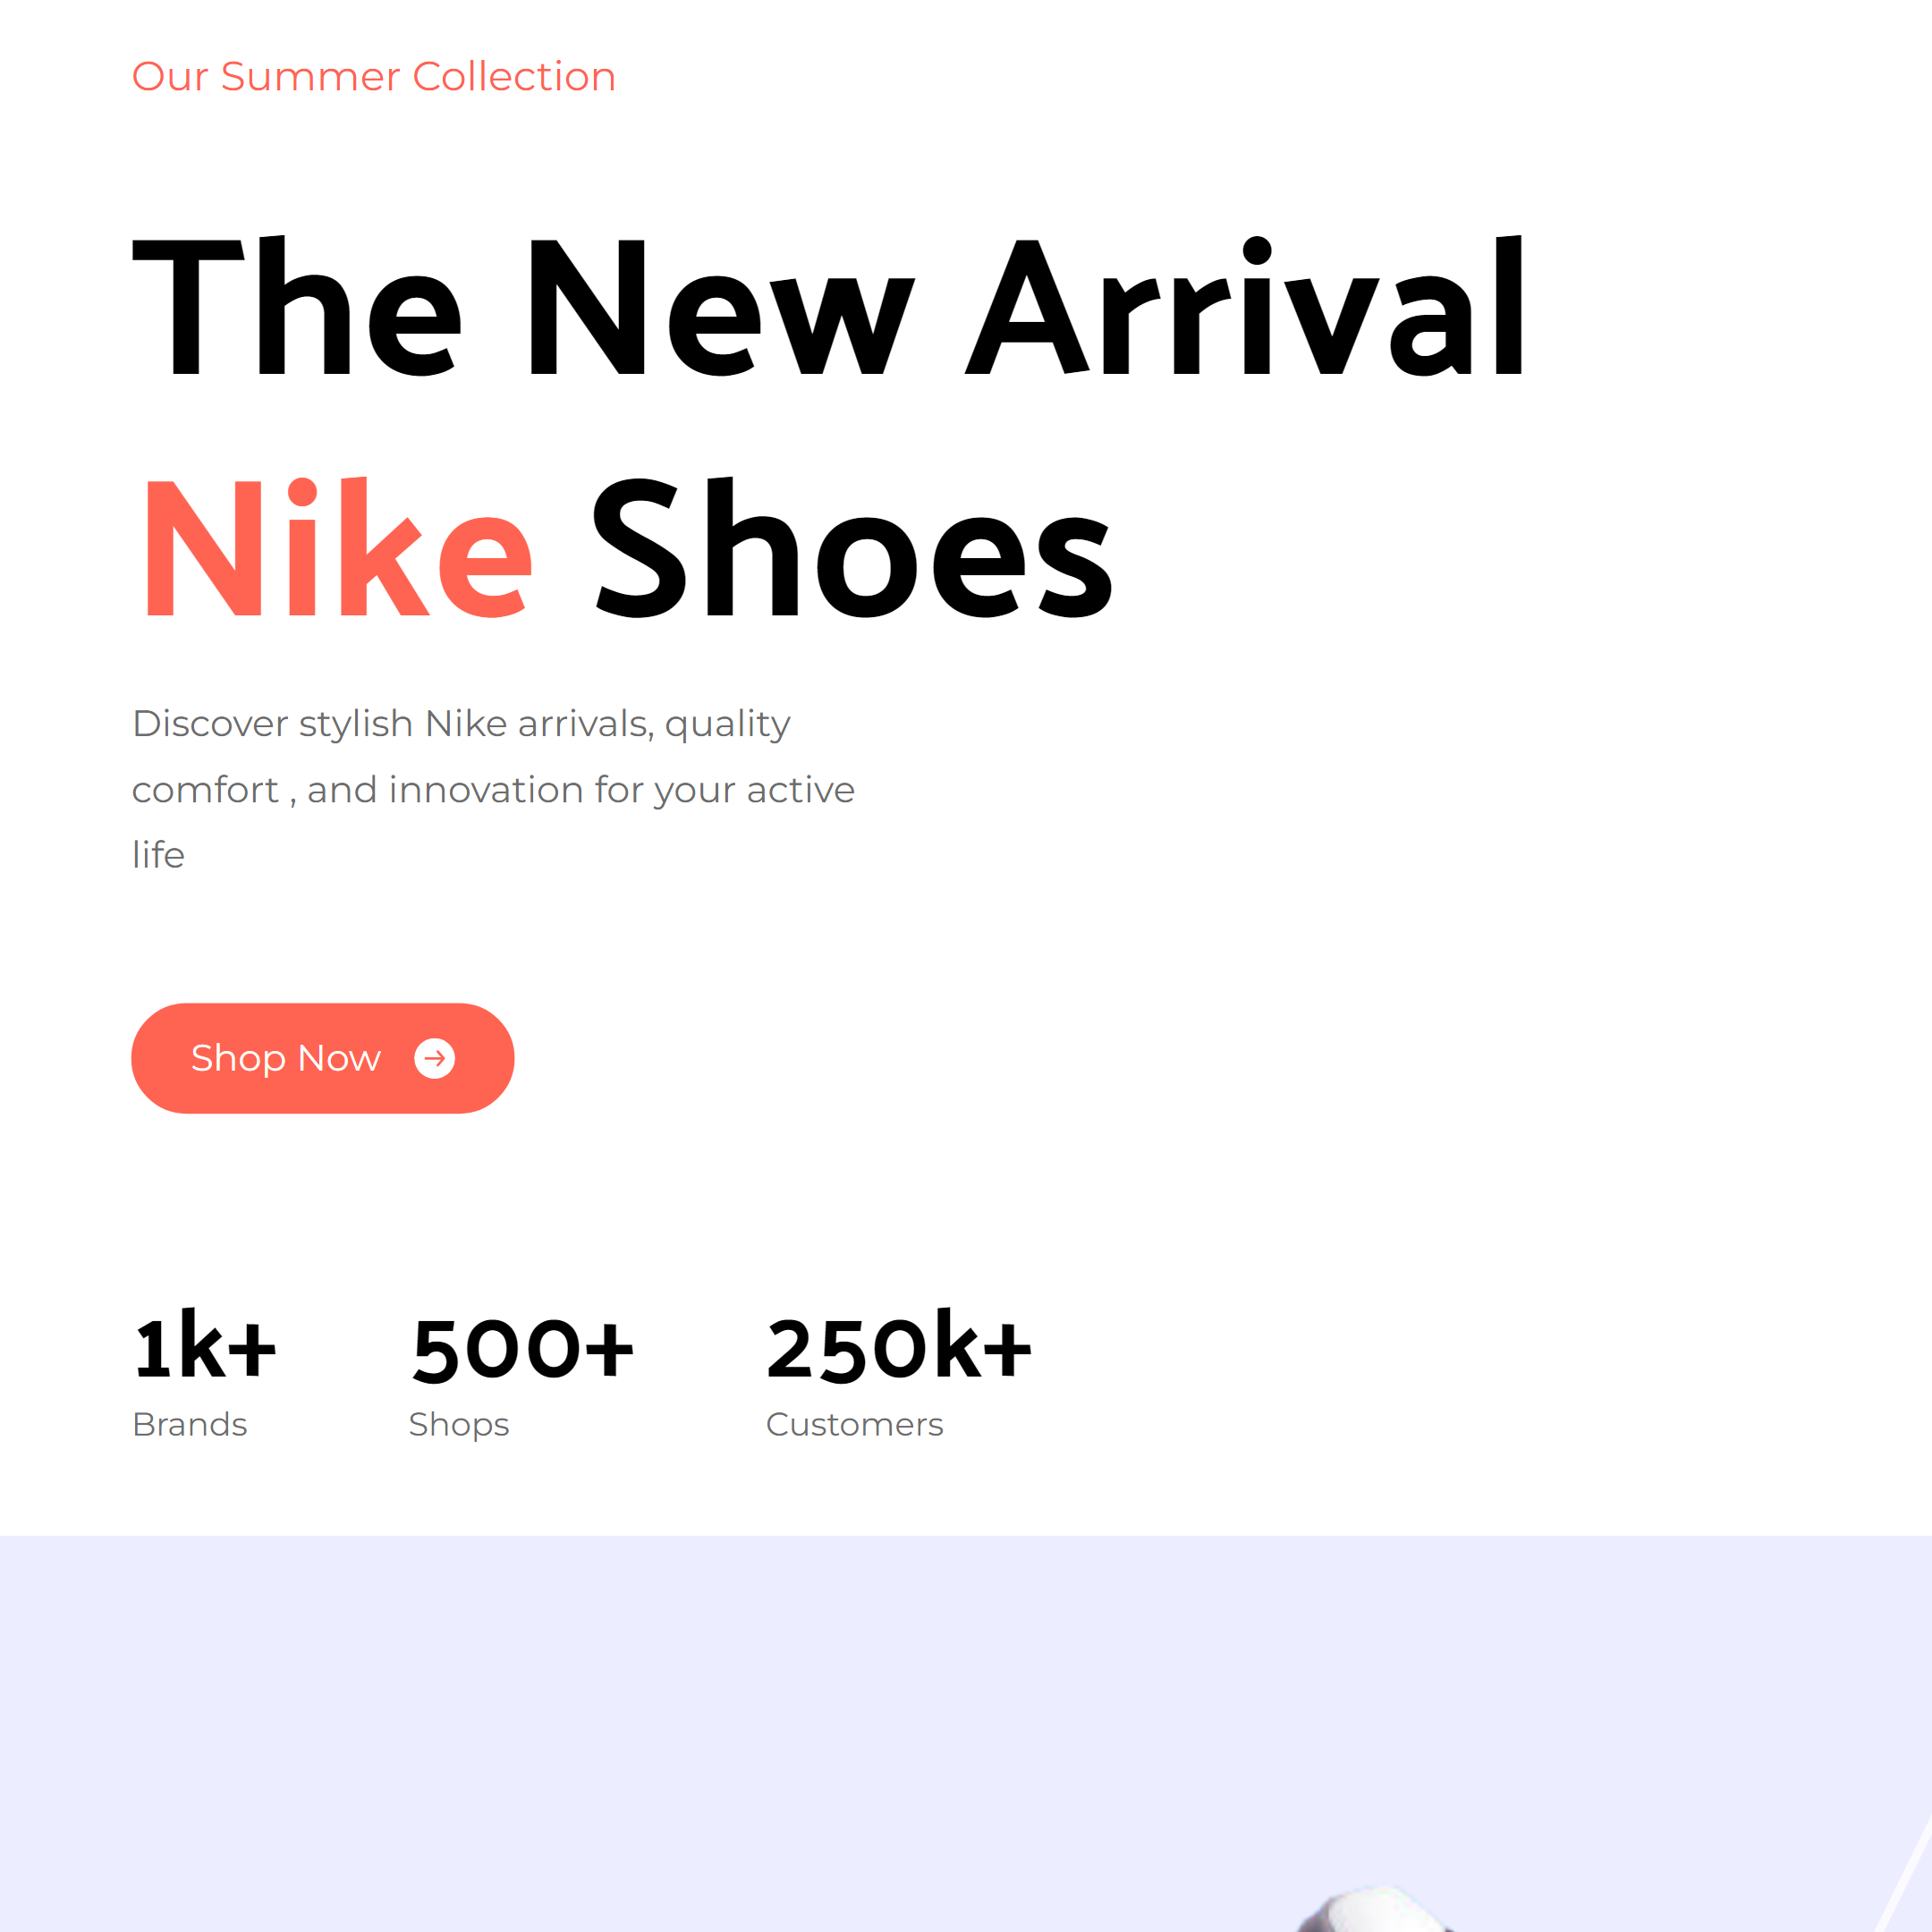 Our Summer Collection
The New Arrival
Nike Shoes
Discover stylish Nike arrivals, quality
comfort , and innovation for your active
life
Shop Now
1k+ 500+ 250k+
Brands Shops Customers